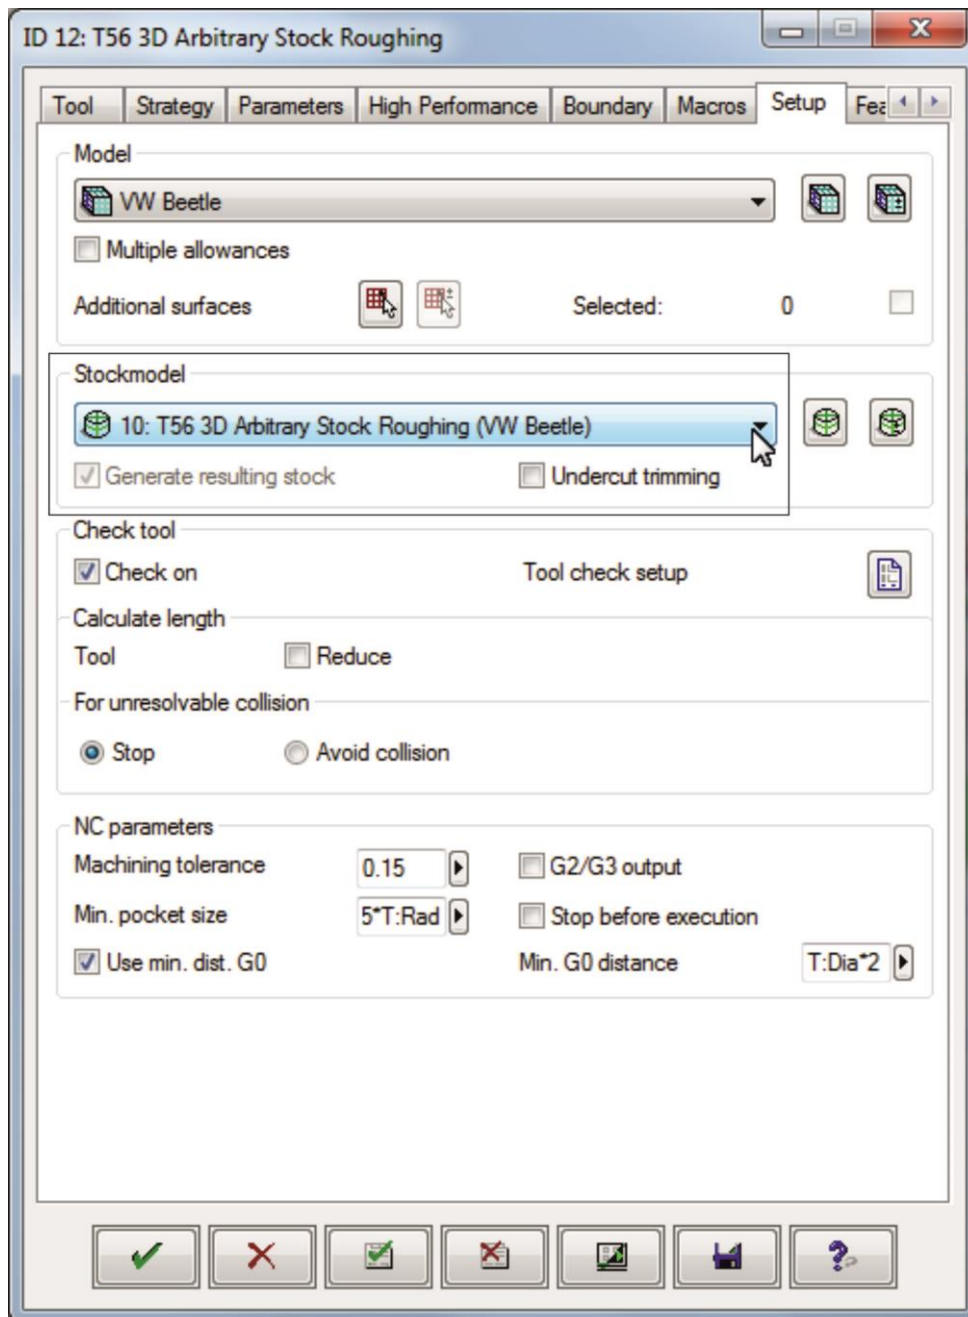 ID 12: T56 3D Arbitrary Stock Roughing
Tool Strategy Parameters High Performance Boundary Macros Setup Fea
Model
VW Beetle
Multiple allowances
Additional surfaces Selected: 0
Stockmodel
10: T56 3D Arbitrary Stock Roughing (VW Beetle)
Generate resulting stock Undercut trimming
Check tool
Check on Tool check setup
Calculate length
Tool Reduce
For unresolvable collision
Stop Avoid collision
NC parameters
Machining tolerance 0.15 G2/G3 output
Min. pocket size 5*T:Rad Stop before execution
Use min. dist. G0 Min. G0 distance T:Dia*2